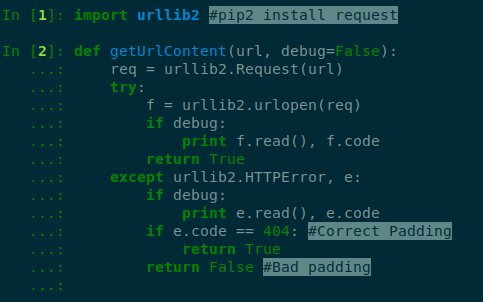 In [1]: import urllib2 #pip2 install request
In [2]: def getUrlContent(url, debug=False):
   ...:     req = urllib2.Request(url)
   ...:     try:
   ...:         f = urllib2.urlopen(req)
   ...:         if debug:
   ...:             print f.read(), f.code
   ...:         return True
   ...:     except urllib2.HTTPError, e:
   ...:         if debug:
   ...:             print e.read(), e.code
   ...:         if e.code == 404: #Correct Padding
   ...:             return True
   ...:         return False #Bad padding
   ...: